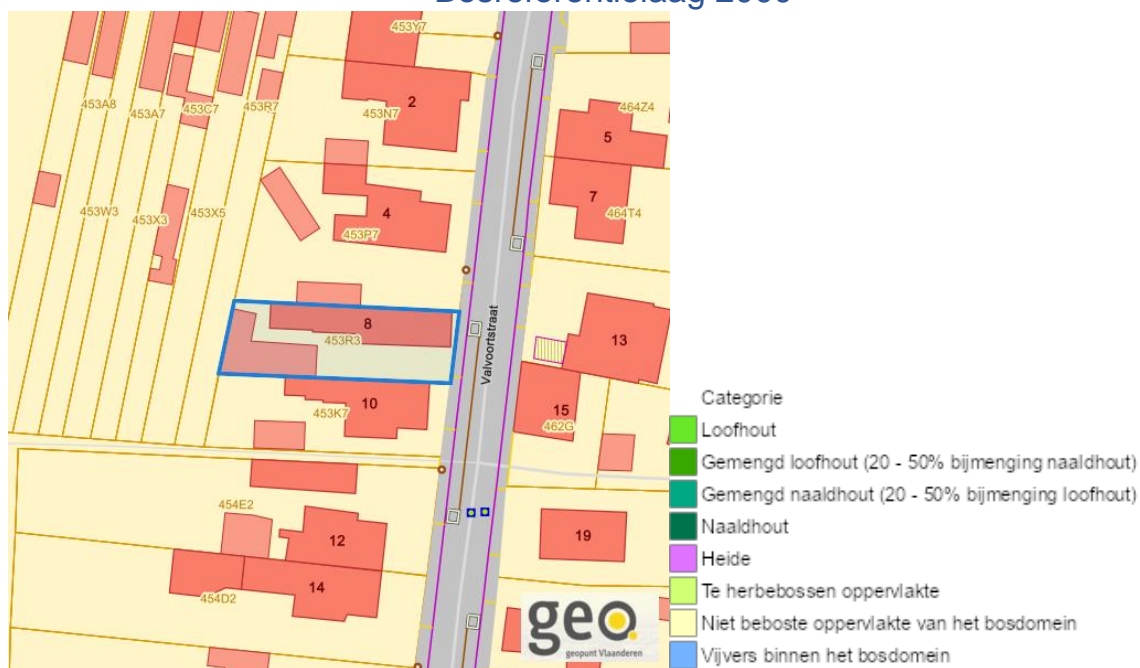 453Y7
453A8
453A7
453C7
453R7
2
453N7
464Z4
5
7
464T4
453W3
453X3
453X5
4
453P7
8
453R3
Valvoortstraat
13
10
453K7
15
462G
454E2
12
19
14
454D2
geo
geopunt Vlaanderen
Categorie
Loofhout
Gemengd loofhout (20 - 50% bijmenging naaldhout)
Gemengd naaldhout (20 - 50% bijmenging loofhout)
Naaldhout
Heide
Te herbebossen oppervlakte
Niet beboste oppervlakte van het bosdomein
Vijvers binnen het bosdomein